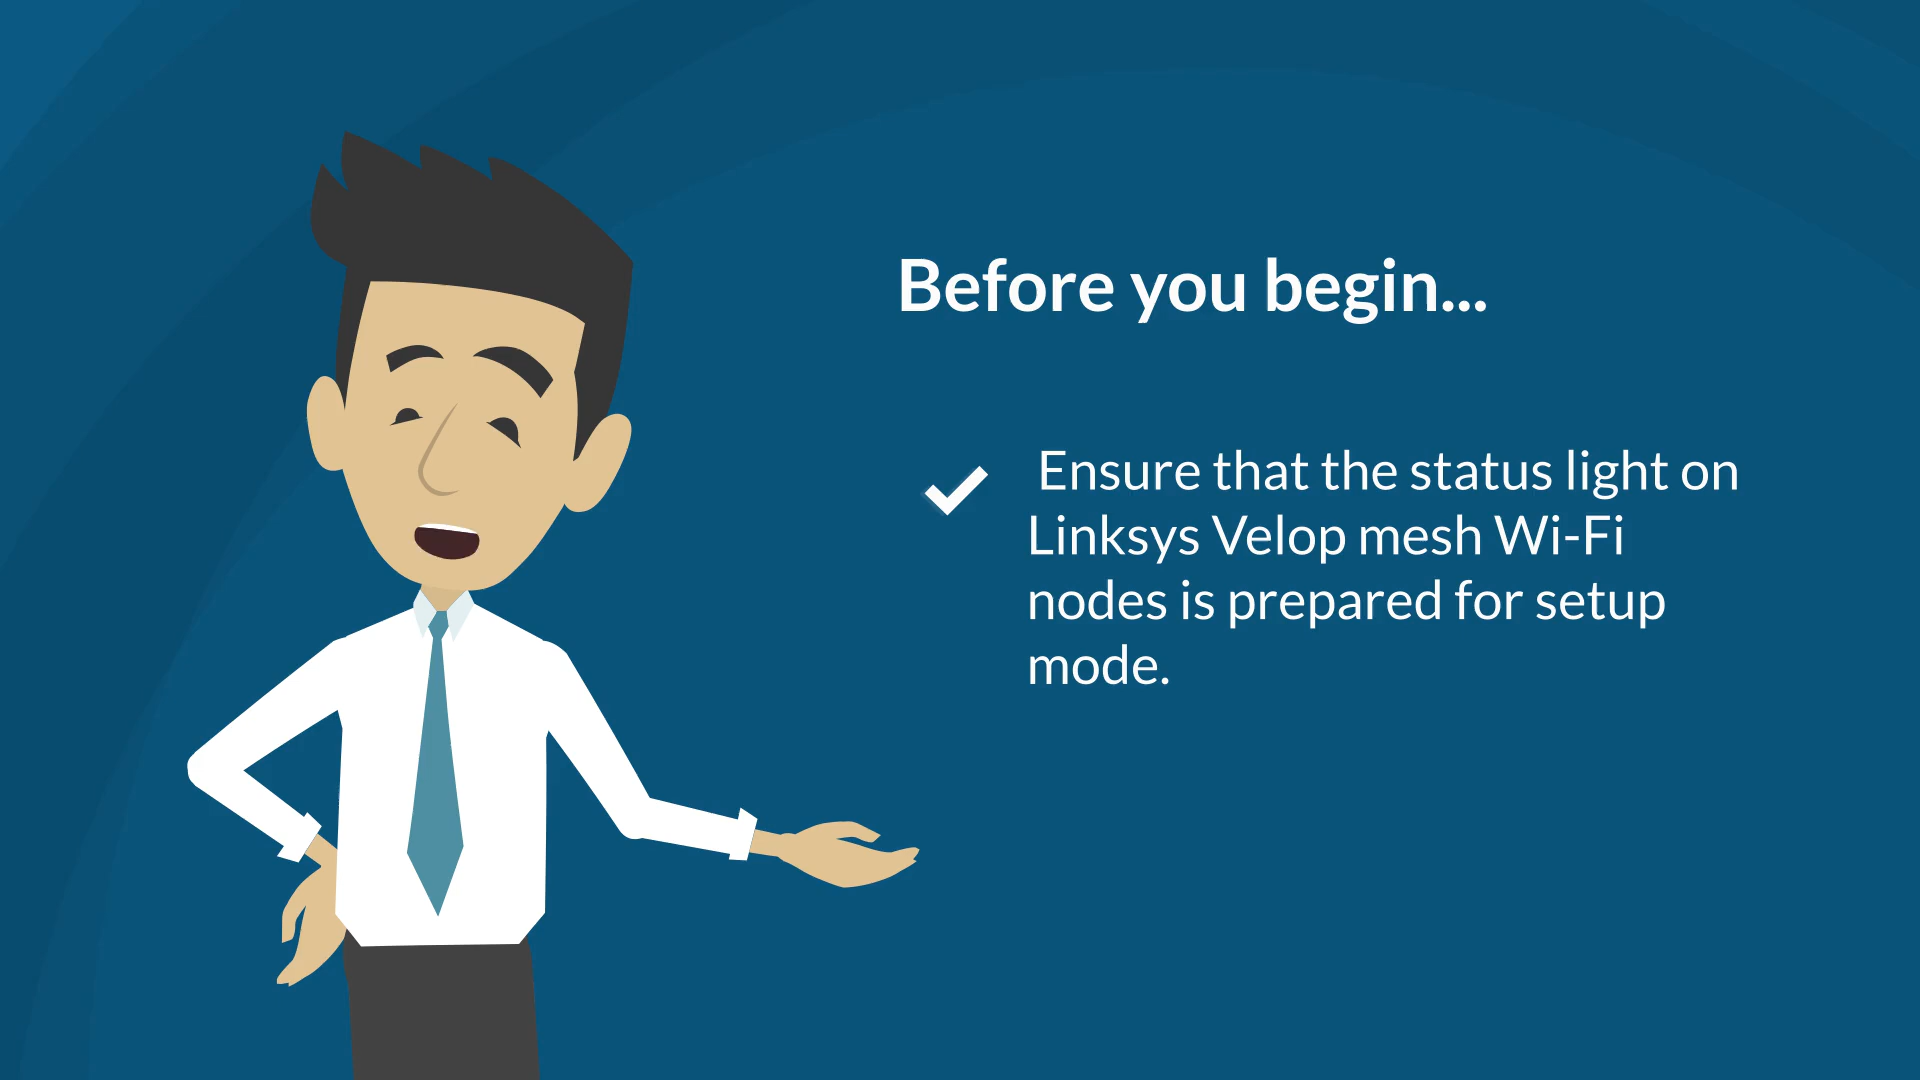 Before you begin...
Ensure that the status light on
Linksys Velop mesh Wi-Fi
nodes is prepared for setup
mode.